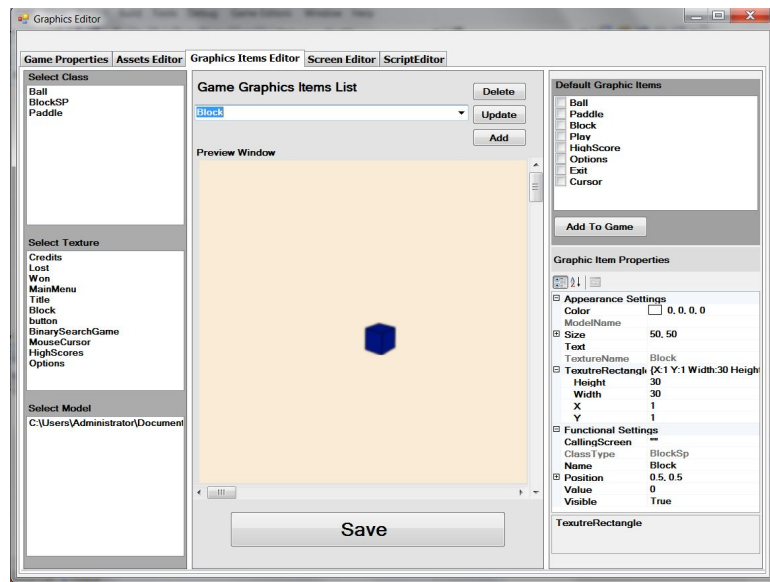 Graphics Editor
Game Properties Assets Editor Graphics Items Editor Screen Editor ScriptEditor
Select Class
Ball
BlockSP
Paddle
Select Texture
Credits
Lost
Won
MainMenu
Title
Block
button
BinarySearchGame
MouseCursor
HighScores
Options
Select Model
C:\Users\Administrator\Document
Game Graphics Items List
Delete
Block
Update
Add
Preview Window
Save
Default Graphic Items
Ball
Paddle
Block
Play
HighScore
Options
Exit
Cursor
Add To Game
Graphic Item Properties
Appearance Settings
Color 0, 0, 0, 0
ModelName
Size 50, 50
Text
TextureName Block
TexutreRectangl {X:1 Y:1 Width:30 Height
Height 30
Width 30
X 1
Y 1
Functional Settings
CallingScreen ""
ClassType BlockSp
Name Block
Position 0.5, 0.5
Value 0
Visible True
TexutreRectangle